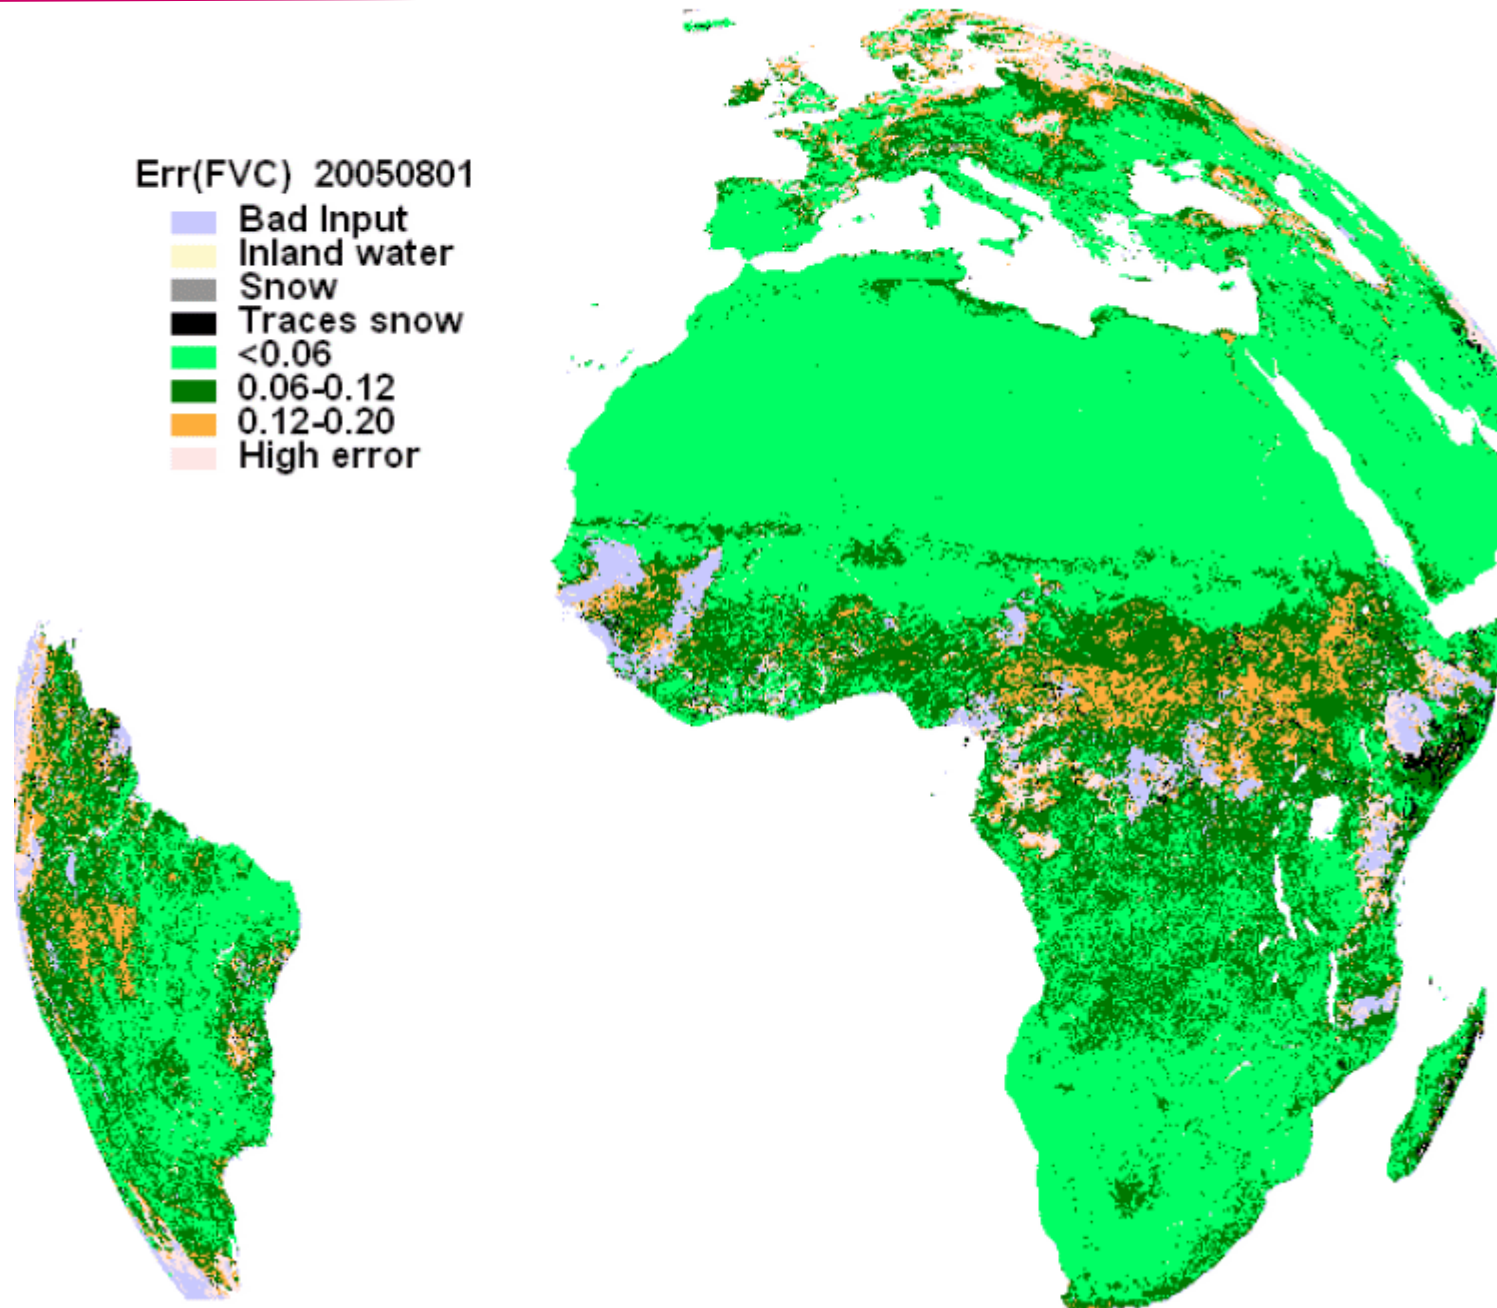 Err(FVC) 20050801
Bad Input
Inland water
Snow
Traces snow
<0.06
0.06-0.12
0.12-0.20
High error